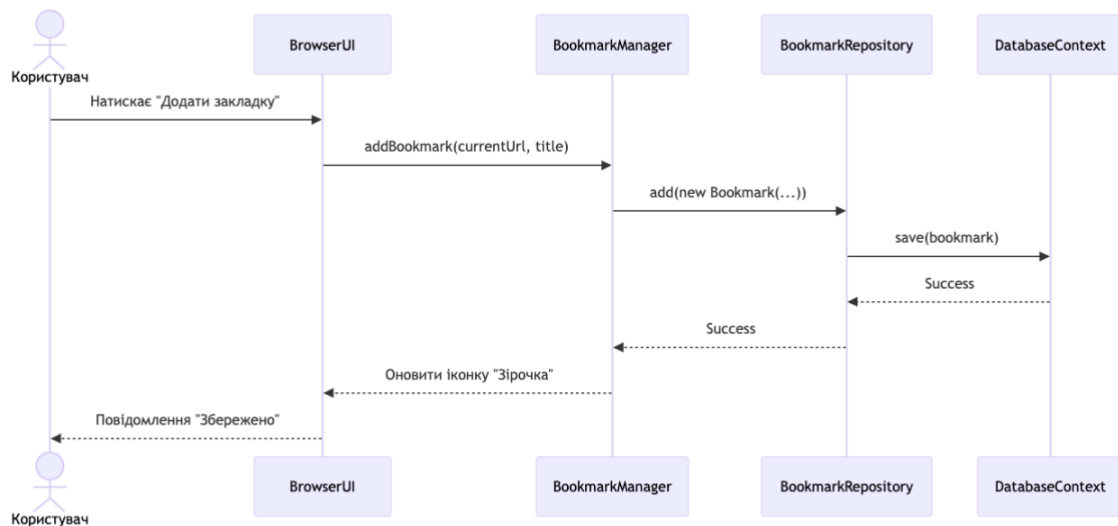 Користувач
BrowserUI
BookmarkManager
BookmarkRepository
DatabaseContext
Натискає "Додати закладку"
addBookmark(currentUrl, title)
add(new Bookmark(...))
save(bookmark)
Success
Success
Оновити іконку "Зірочка"
Повідомлення "Збережено"
Користувач
BrowserUI
BookmarkManager
BookmarkRepository
DatabaseContext